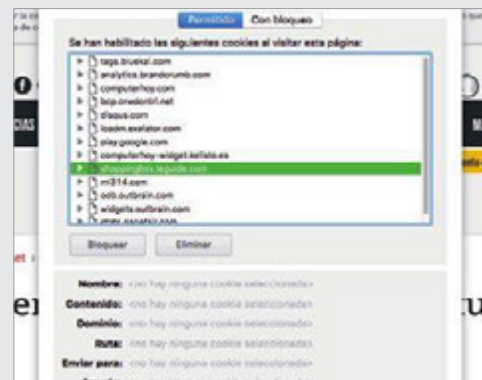 Permitido Con bloqueo
Se han habilitado las siguientes cookies al visitar esta página:
tags.bluekai.com
analytics.brandcrumb.com
computerhoy.com
bcp.crwdcntrl.net
disqus.com
loadm.exelator.com
play.google.com
computerhoy-widget.kelisto.es
shoppingbox.leguide.com
ml314.com
odb.outbrain.com
widgets.outbrain.com
Bloquear Eliminar
Nombre: <no hay ninguna cookie seleccionada>
Contenido: <no hay ninguna cookie seleccionada>
Dominio: <no hay ninguna cookie seleccionada>
Ruta: <no hay ninguna cookie seleccionada>
Enviar para: <no hay ninguna cookie seleccionada>